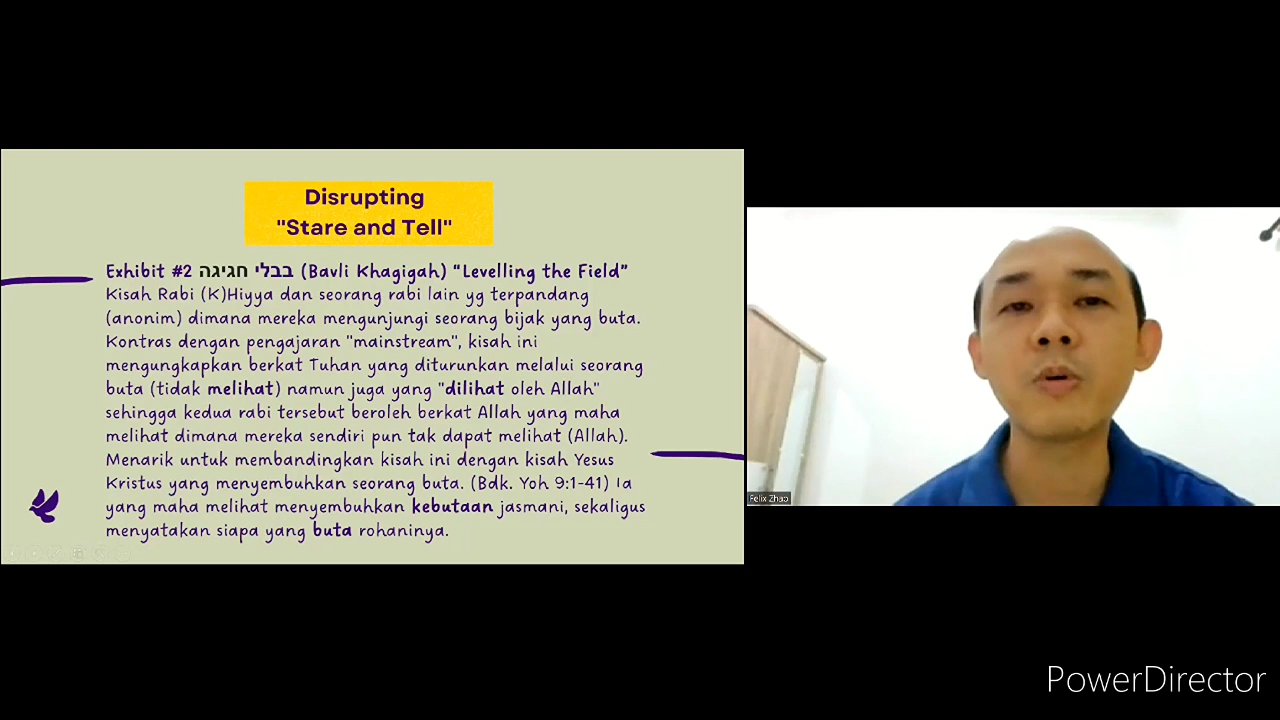 Disrupting
"Stare and Tell"
Exhibit #2 בבלי חגיגה (Bavli Khagigah) “Levelling the Field”
Kisah Rabi (K)Hiyya dan seorang rabi lain yg terpandang
(anonim) dimana mereka mengunjungi seorang bijak yang buta.
Kontras dengan pengajaran "mainstream", kisah ini
mengungkapkan berkat Tuhan yang diturunkan melalui seorang
buta (tidak melihat) namun juga yang "dilihat oleh Allah"
sehingga kedua rabi tersebut beroleh berkat Allah yang maha
melihat dimana mereka sendiri pun tak dapat melihat (Allah).
Menarik untuk membandingkan kisah ini dengan kisah Yesus
Kristus yang menyembuhkan seorang buta. (Bdk. Yoh 9:1-41) Ia
yang maha melihat menyembuhkan kebutaan jasmani, sekaligus
menyatakan siapa yang buta rohaninya.
Felix Zhao
PowerDirector